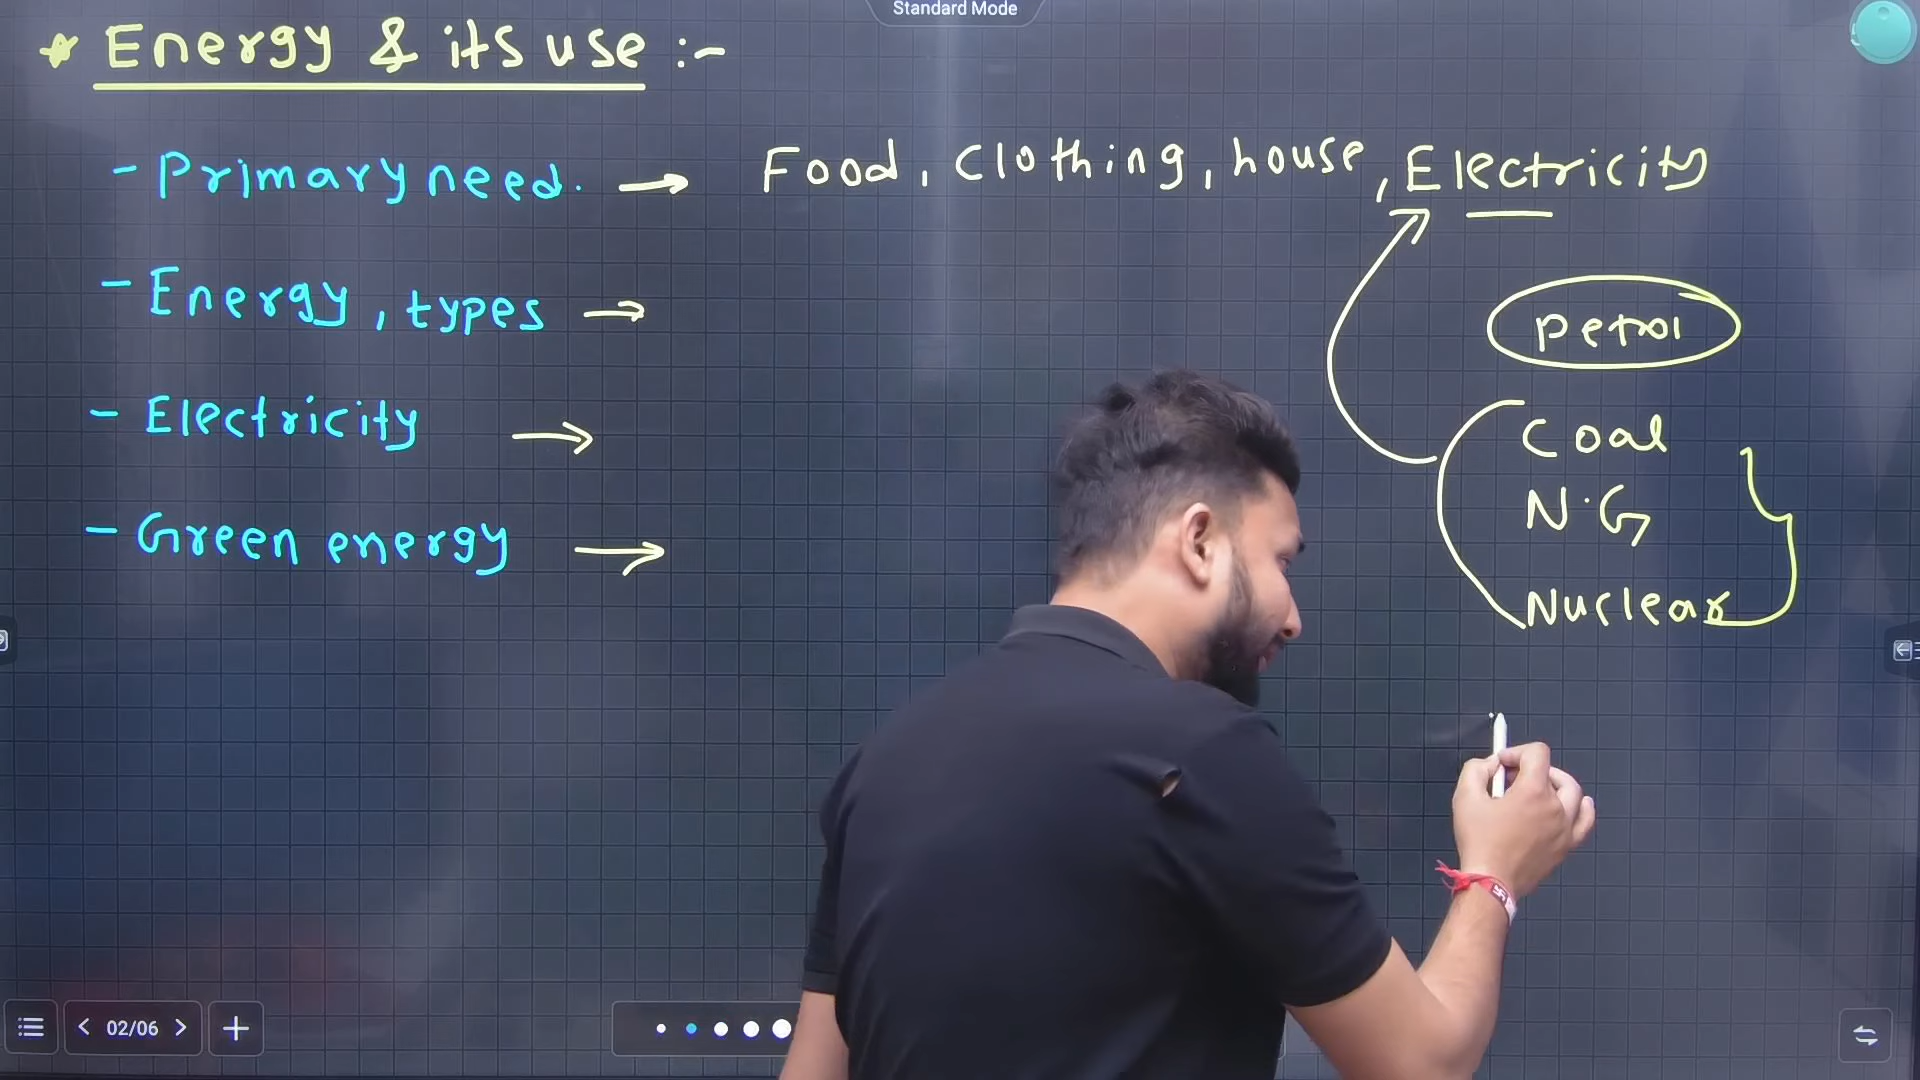 Standard Mode
* Energy & its use :-
- Primary need. → Food, Clothing, house, Electricity
- Energy, types →
Petrol
- Electricity →
Coal
N.G
- Green energy →
Nuclear
02/06